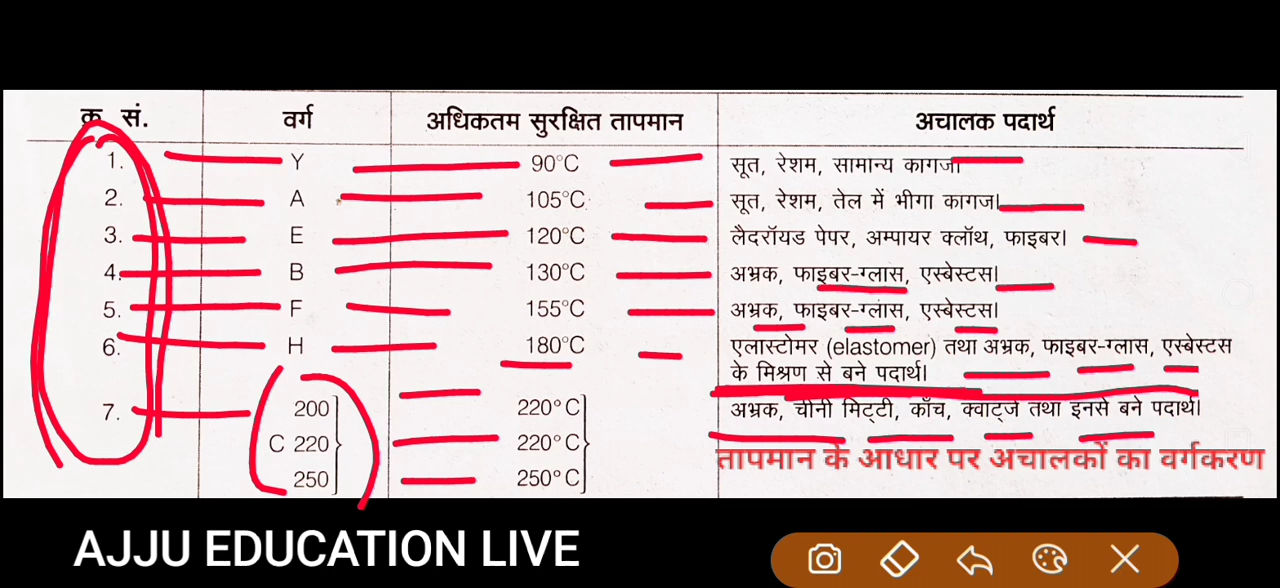 क्र सं. वर्ग अधिकतम सुरक्षित तापमान अचालक पदार्थ
1. Y 90°C सूत, रेशम, सामान्य कागज।
2. A 105°C सूत, रेशम, तेल में भीगा कागज।
3. E 120°C लैदरॉयड पेपर, अम्पायर क्लॉथ, फाइबर।
4. B 130°C अभ्रक, फाइबर-ग्लास, एस्बेस्टस।
5. F 155°C अभ्रक, फाइबर-ग्लास, एस्बेस्टस।
6. H 180°C एलास्टोमर (elastomer) तथा अभ्रक, फाइबर-ग्लास, एस्बेस्टस
के मिश्रण से बने पदार्थ।
7. 200 220°C अभ्रक, चीनी मिट्टी, काँच, क्वार्ट्ज तथा इनसे बने पदार्थ।
C 220 220°C
250 250°C
तापमान के आधार पर अचालकों का वर्गकरण
AJJU EDUCATION LIVE